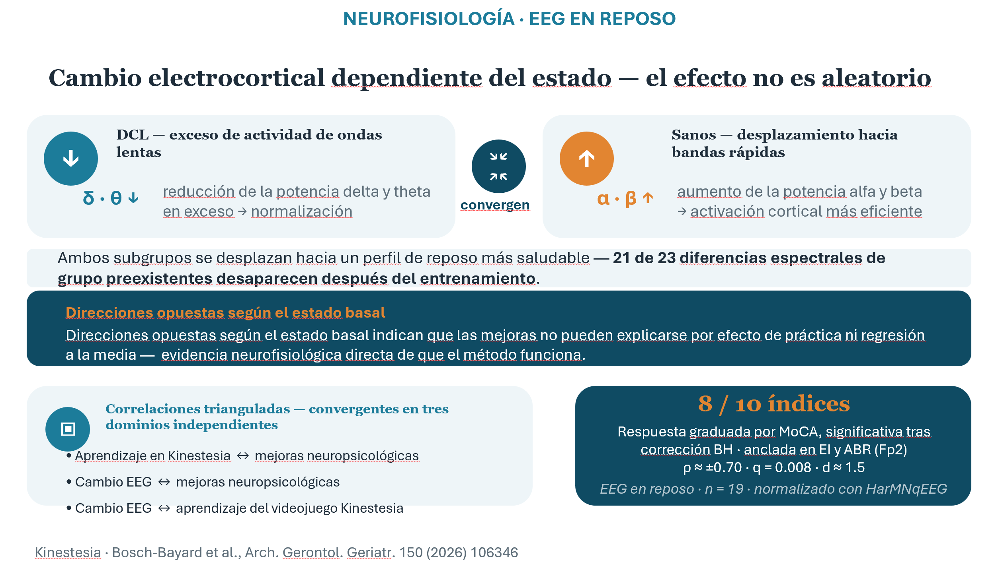 NEUROFISIOLOGÍA · EEG EN REPOSO
Cambio electrocortical dependiente del estado — el efecto no es aleatorio
DCL — exceso de actividad de ondas
lentas
δ · θ ↓
reducción de la potencia delta y theta
en exceso → normalización
convergen
Sanos — desplazamiento hacia
bandas rápidas
α · β ↑
aumento de la potencia alfa y beta
→ activación cortical más eficiente
Ambos subgrupos se desplazan hacia un perfil de reposo más saludable — 21 de 23 diferencias espectrales de
grupo preexistentes desaparecen después del entrenamiento.
Direcciones opuestas según el estado basal
Direcciones opuestas según el estado basal indican que las mejoras no pueden explicarse por efecto de práctica ni regresión
a la media — evidencia neurofisiológica directa de que el método funciona.
Correlaciones trianguladas — convergentes en tres
dominios independientes
• Aprendizaje en Kinestesia ↔ mejoras neuropsicológicas
• Cambio EEG ↔ mejoras neuropsicológicas
• Cambio EEG ↔ aprendizaje del videojuego Kinestesia
8 / 10 índices
Respuesta graduada por MoCA, significativa tras
corrección BH · anclada en EI y ABR (Fp2)
ρ ≈ ±0.70 · q = 0.008 · d ≈ 1.5
EEG en reposo · n = 19 · normalizado con HarMNqEEG
Kinestesia · Bosch-Bayard et al., Arch. Gerontol. Geriatr. 150 (2026) 106346